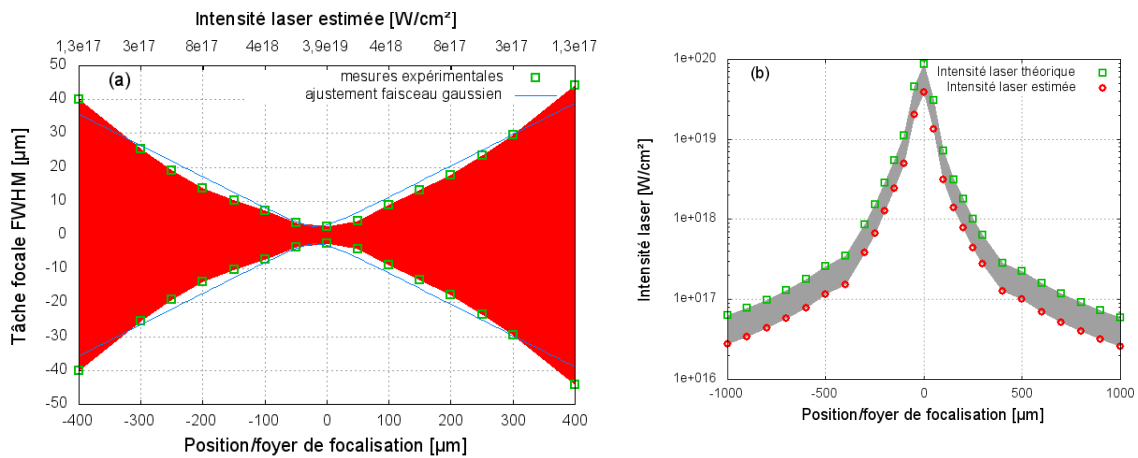 Intensité laser estimée [W/cm²]
1,3e17 3e17 8e17 4e18 3,9e19 4e18 8e17 3e17 1,3e17
(a)
mesures expérimentales
ajustement faisceau gaussien
50
40
30
20
10
0
-10
-20
-30
-40
-50
Tâche focale FWHM [µm]
-400 -300 -200 -100 0 100 200 300 400
Position/foyer de focalisation [µm]
(b)
Intensité laser théorique
Intensité laser estimée
1e+020
1e+019
1e+018
1e+017
1e+016
Intensité laser [W/cm²]
-1000 -500 0 500 1000
Position/foyer de focalisation [µm]